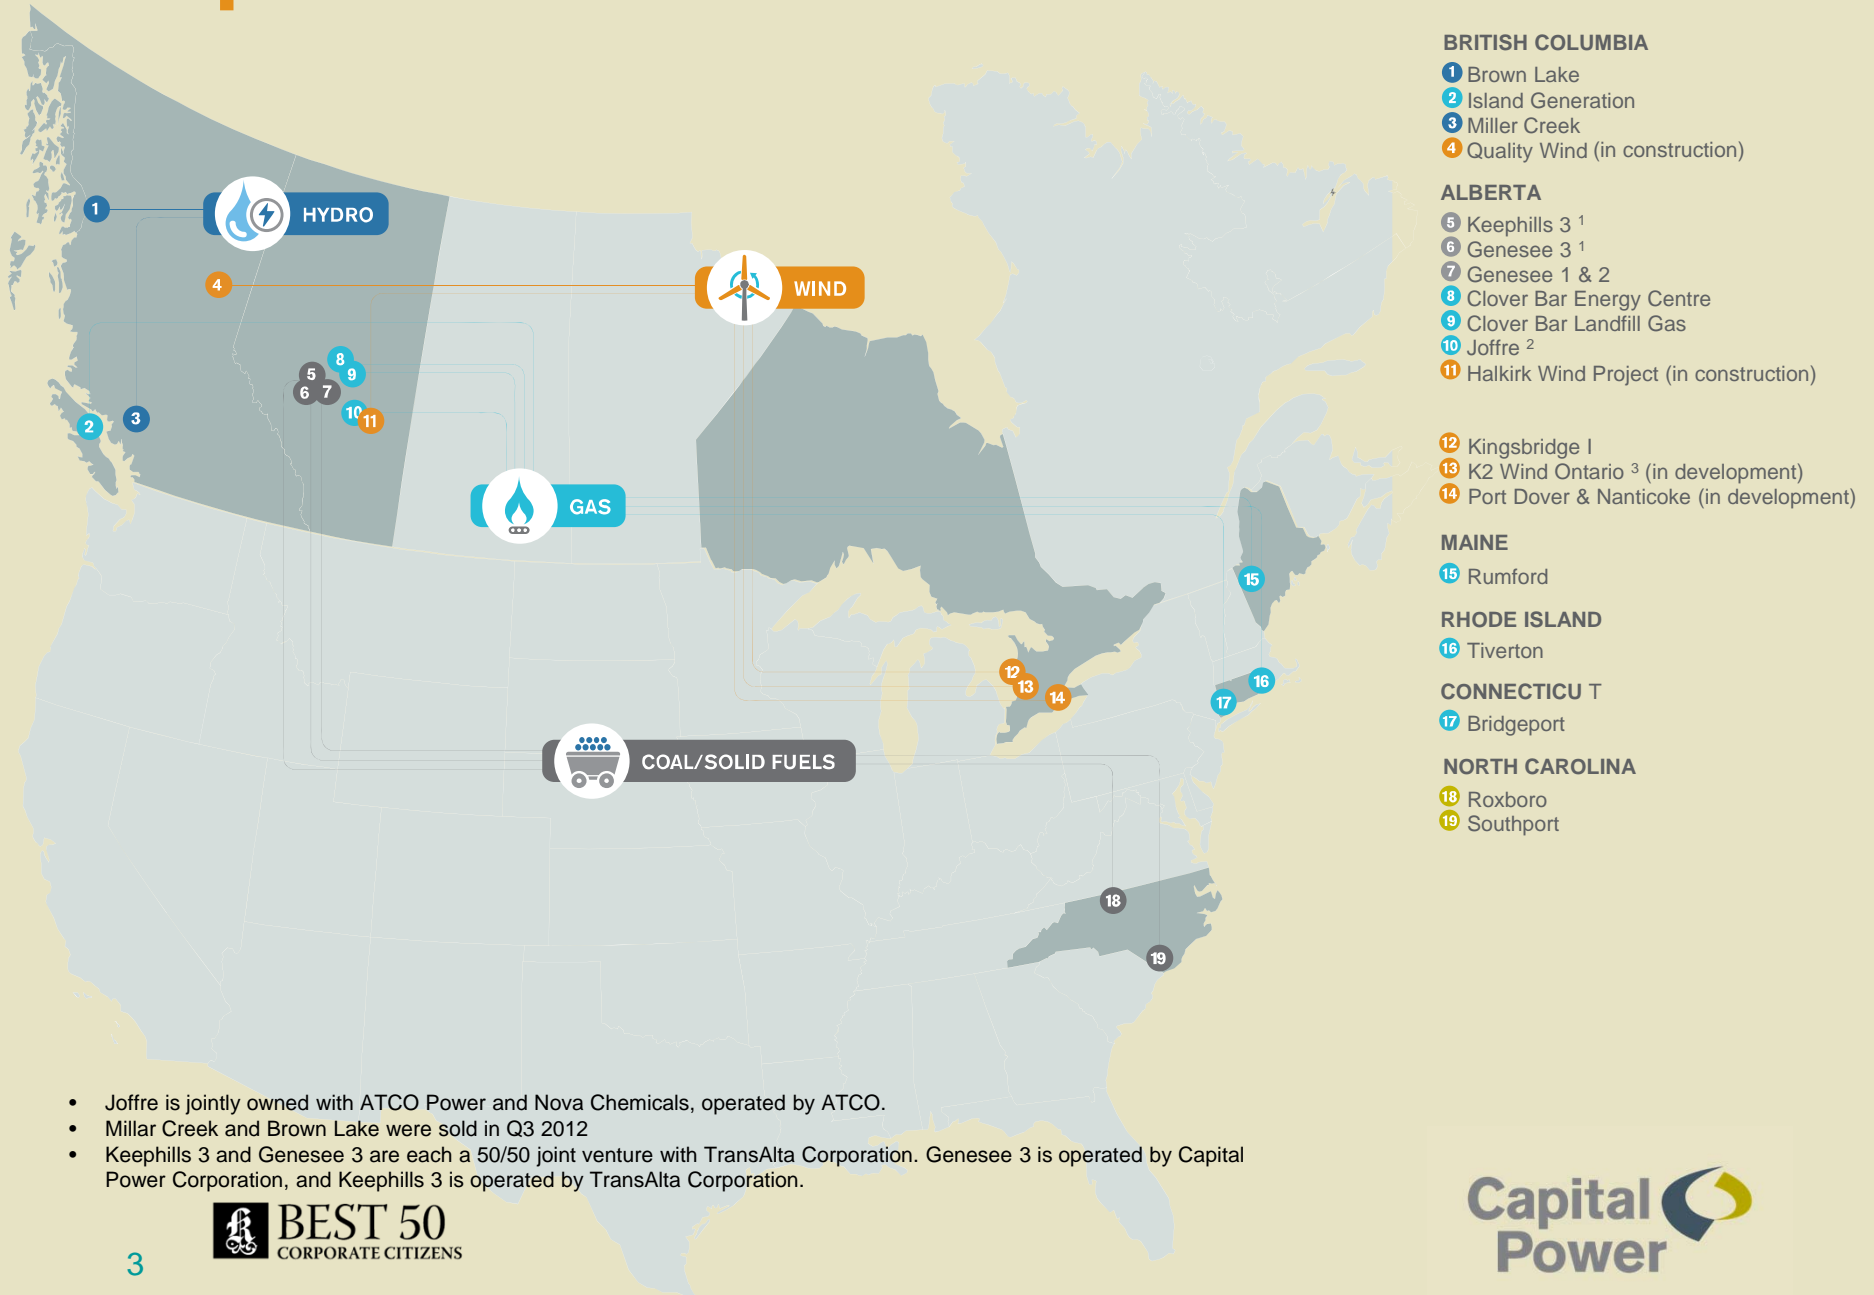 BRITISH COLUMBIA
1 Brown Lake
2 Island Generation
3 Miller Creek
4 Quality Wind (in construction)
ALBERTA
5 Keephills 3 ¹
6 Genesee 3 ¹
7 Genesee 1 & 2
8 Clover Bar Energy Centre
9 Clover Bar Landfill Gas
10 Joffre ²
11 Halkirk Wind Project (in construction)
12 Kingsbridge I
13 K2 Wind Ontario ³ (in development)
14 Port Dover & Nanticoke (in development)
MAINE
15 Rumford
RHODE ISLAND
16 Tiverton
CONNECTICU T
17 Bridgeport
NORTH CAROLINA
18 Roxboro
19 Southport
1
HYDRO
4
WIND
8
5
9
6
7
10
11
2
3
GAS
15
12
13
14
16
17
COAL/SOLID FUELS
18
19
• Joffre is jointly owned with ATCO Power and Nova Chemicals, operated by ATCO.
• Millar Creek and Brown Lake were sold in Q3 2012
• Keephills 3 and Genesee 3 are each a 50/50 joint venture with TransAlta Corporation. Genesee 3 is operated by Capital
Power Corporation, and Keephills 3 is operated by TransAlta Corporation.
BEST 50
CORPORATE CITIZENS
3
Capital
Power